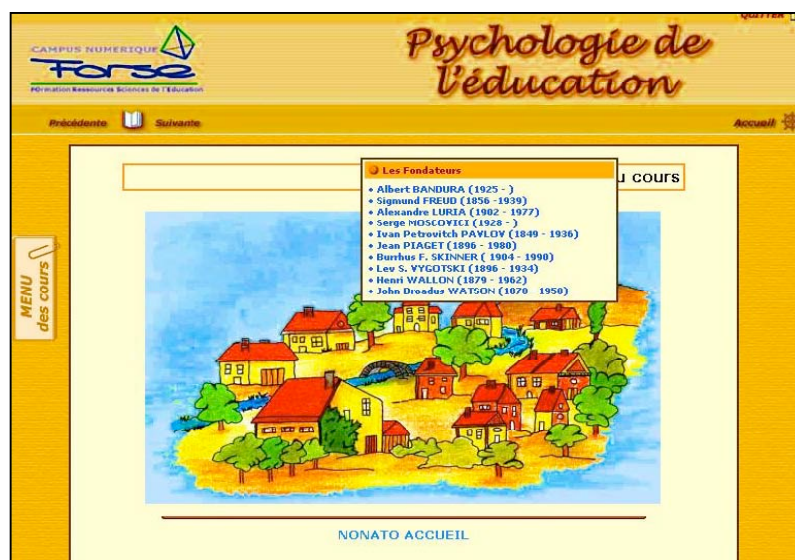 QUITTER
CAMPUS NUMERIQUE
Forse
FOrmation Ressources Sciences de l'Education
Psychologie de
l'éducation
Précédente
Suivante
Accueil
Les Fondateurs
u cours
• Albert BANDURA (1925 - )
• Sigmund FREUD (1856 -1939)
• Alexandre LURIA (1902 - 1977)
• Serge MOSCOVICI (1928 - )
• Ivan Petrovitch PAVLOV (1849 - 1936)
• Jean PIAGET (1896 - 1980)
• Burrhus F. SKINNER ( 1904 - 1990)
• Lev S. VYGOTSKI (1896 - 1934)
• Henri WALLON (1879 - 1962)
• John WATSON 1950)
MENU
des cours
NONATO ACCUEIL